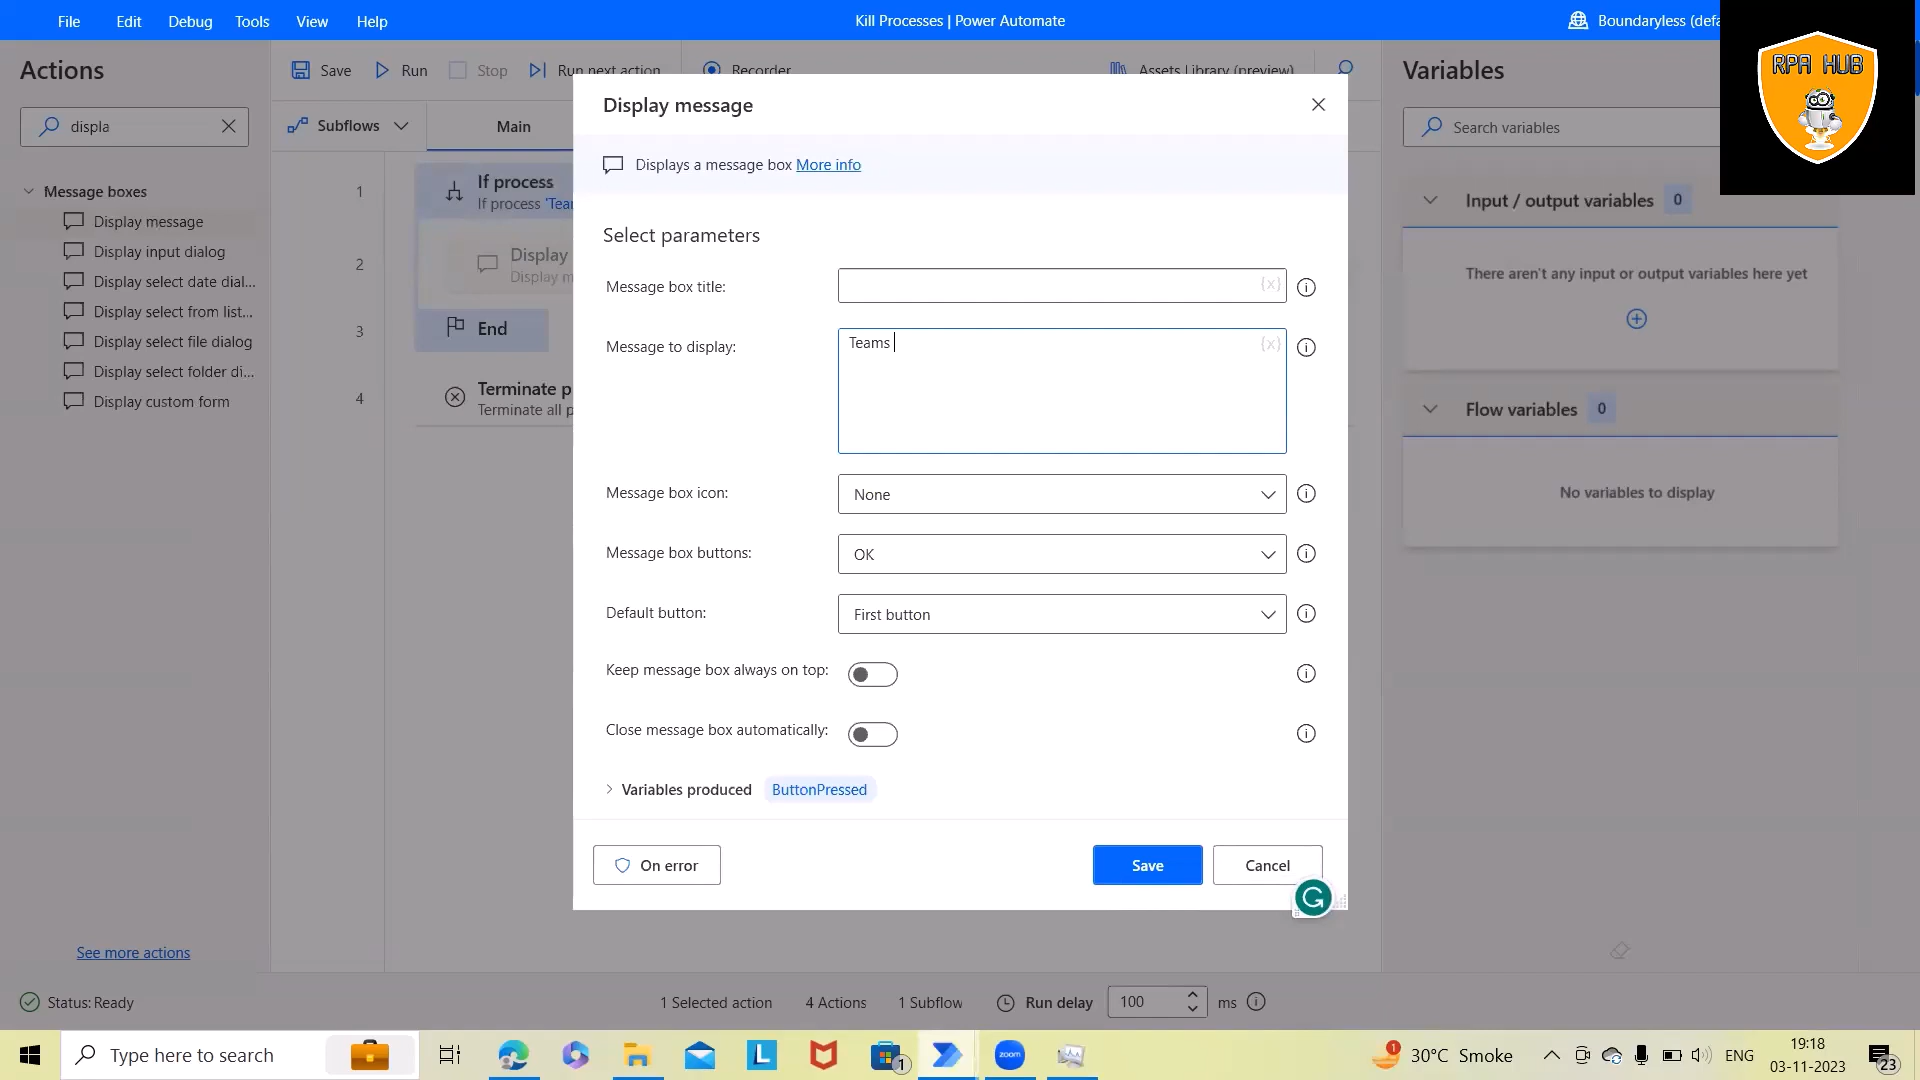 File Edit Debug Tools View Help
Kill Processes | Power Automate
Boundaryless (defa
RPA HUB
Actions
displa
Message boxes
Display message
Display input dialog
Display select date dial...
Display select from list...
Display select file dialog
Display select folder di...
Display custom form
See more actions
Save Run Stop Run next action Recorder Assets Library (preview)
Subflows Main
1 If process
If process 'Tear
2 Display
Display m
3 End
4 Terminate p
Terminate all p
Display message
Displays a message box More info
Select parameters
Message box title: {x}
Message to display: Teams {x}
Message box icon: None
Message box buttons: OK
Default button: First button
Keep message box always on top:
Close message box automatically:
Variables produced ButtonPressed
On error Save Cancel
Variables
Search variables
Input / output variables 0
There aren't any input or output variables here yet
Flow variables 0
No variables to display
Status: Ready 1 Selected action 4 Actions 1 Subflow Run delay 100 ms
Type here to search
L
1
zoom
1
30°C Smoke
ENG
19:18
03-11-2023
23